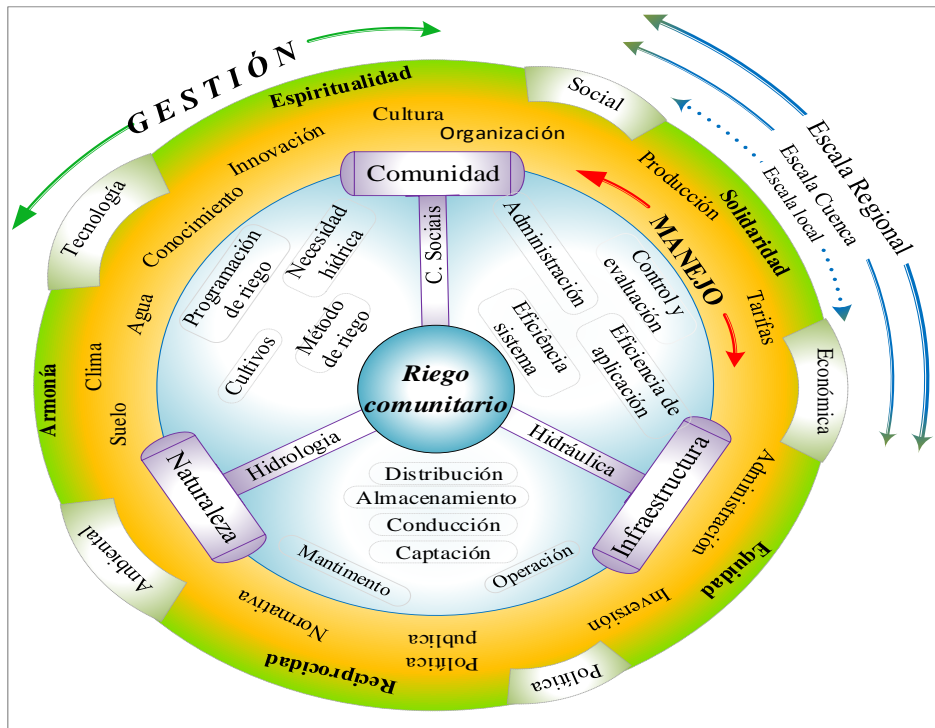 GESTIÓN
Espiritualidad
Social
Solidaridad
Económica
Equidad
Política
Reciprocidad
Ambiental
Armonía
Tecnología
Escala Regional
Escala Cuenca
Escala local
Cultura
Organización
Producción
Tarifas
Administración
Inversión
Política
publica
Normativa
Suelo
Clima
Agua
Conocimiento
Innovación
MANEJO
Comunidad
C. Sociais
Naturaleza
Hidrologia
Infraestructura
Hidráulica
Riego
comunitario
Programación
de riego
Necesidad
hídrica
Cultivos
Método
de riego
Administración
Control y
evaluación
Eficiência
sistema
Eficiencia de
aplicación
Distribución
Almacenamiento
Conducción
Captación
Mantimento
Operación